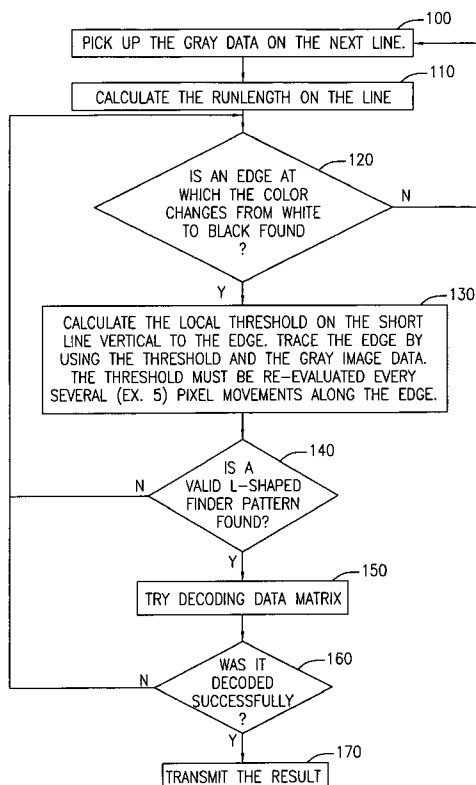 100
PICK UP THE GRAY DATA ON THE NEXT LINE.
110
CALCULATE THE RUNLENGTH ON THE LINE
120
IS AN EDGE AT
WHICH THE COLOR
CHANGES FROM WHITE
TO BLACK FOUND
?
N
Y
130
CALCULATE THE LOCAL THRESHOLD ON THE SHORT
LINE VERTICAL TO THE EDGE. TRACE THE EDGE BY
USING THE THRESHOLD AND THE GRAY IMAGE DATA.
THE THRESHOLD MUST BE RE-EVALUATED EVERY
SEVERAL (EX. 5) PIXEL MOVEMENTS ALONG THE EDGE.
140
IS A
VALID L-SHAPED
FINDER PATTERN
FOUND?
N
Y
150
TRY DECODING DATA MATRIX
160
WAS IT
DECODED
SUCCESSFULLY
?
N
Y
170
TRANSMIT THE RESULT